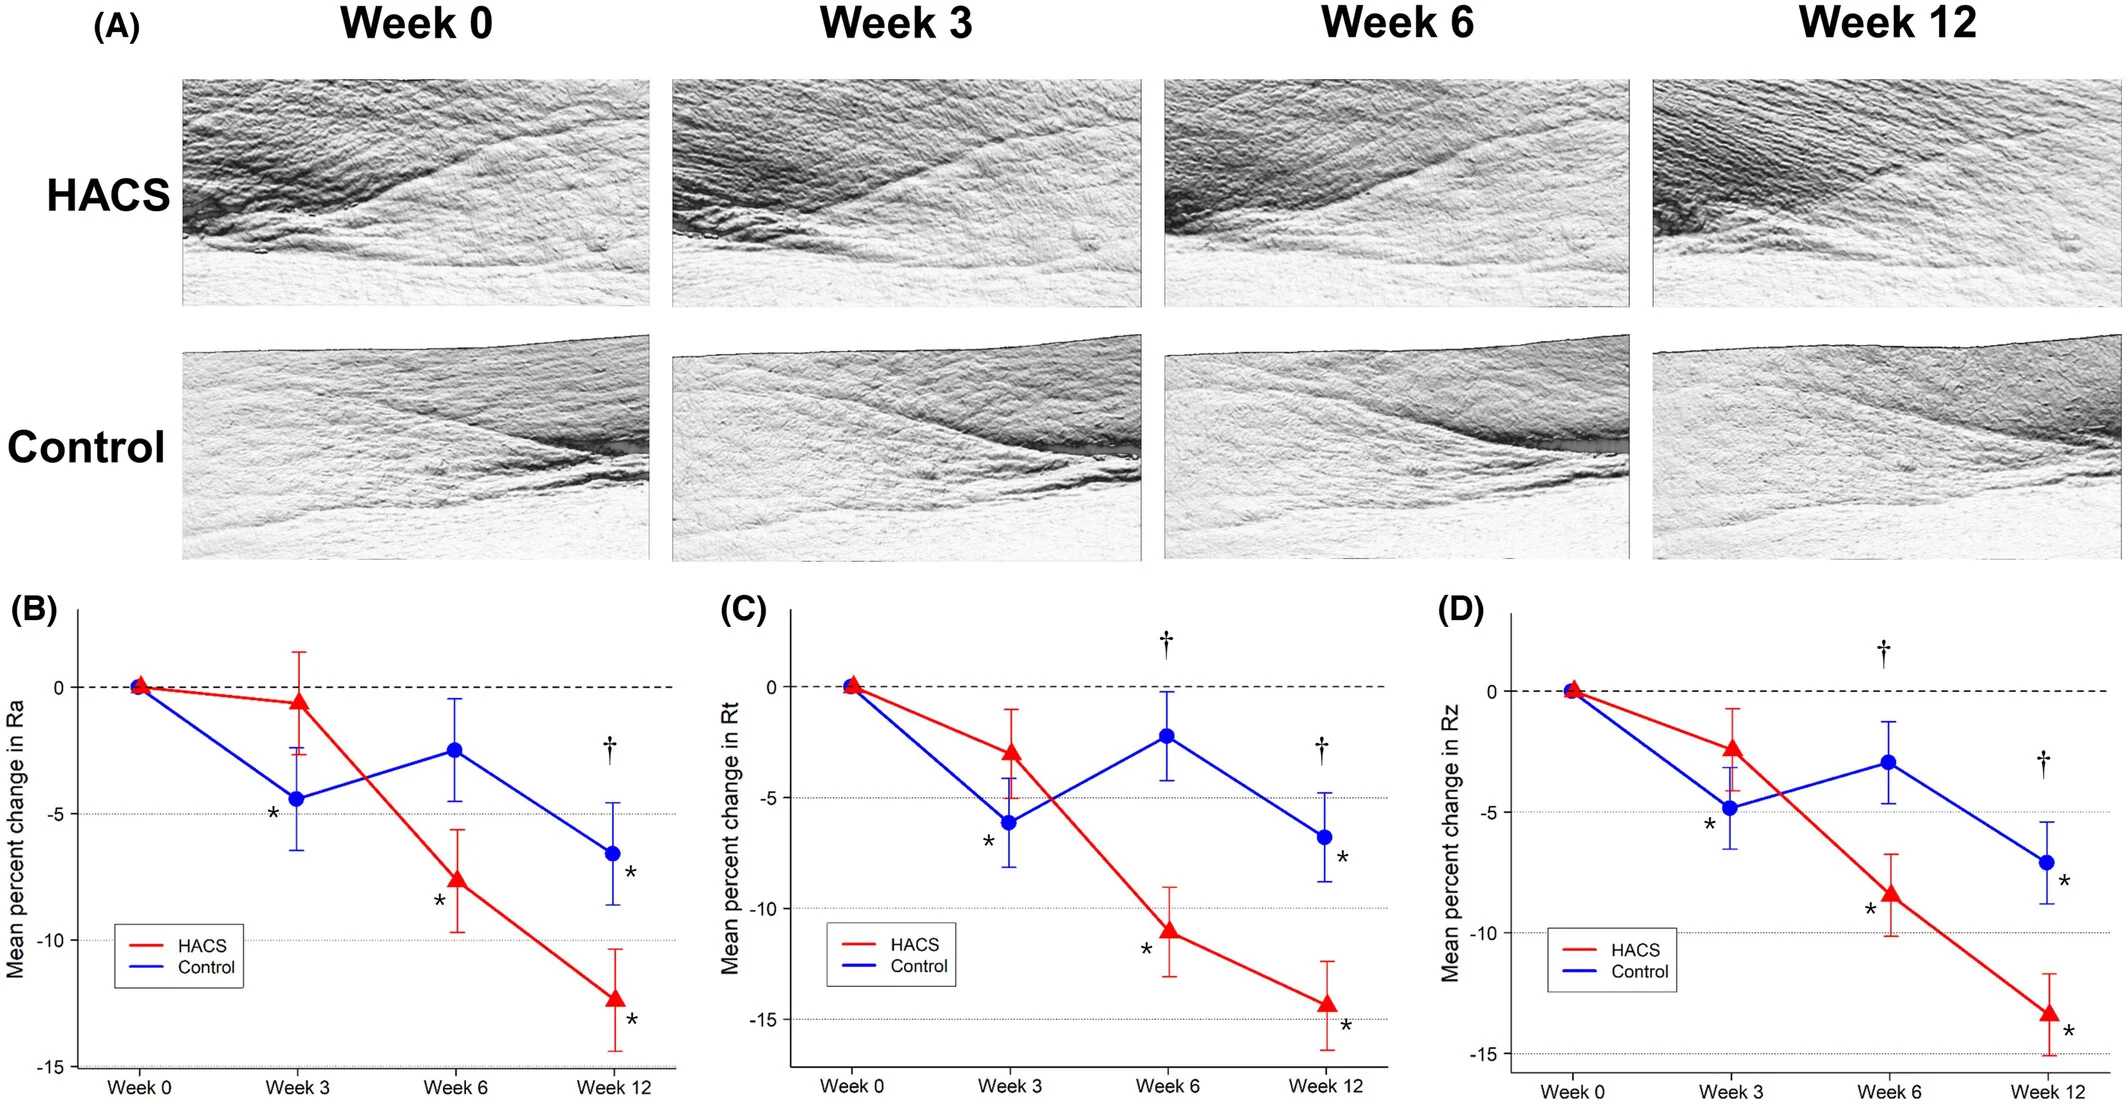 (A) Week 0 Week 3 Week 6 Week 12
HACS
Control
(B)
Mean percent change in Ra
0
-5
-10
-15
†
*
*
*
*
HACS
Control
Week 0 Week 3 Week 6 Week 12
(C)
Mean percent change in Rt
0
-5
-10
-15
†
†
*
*
*
*
HACS
Control
Week 0 Week 3 Week 6 Week 12
(D)
Mean percent change in Rz
0
-5
-10
-15
†
†
*
*
*
*
HACS
Control
Week 0 Week 3 Week 6 Week 12